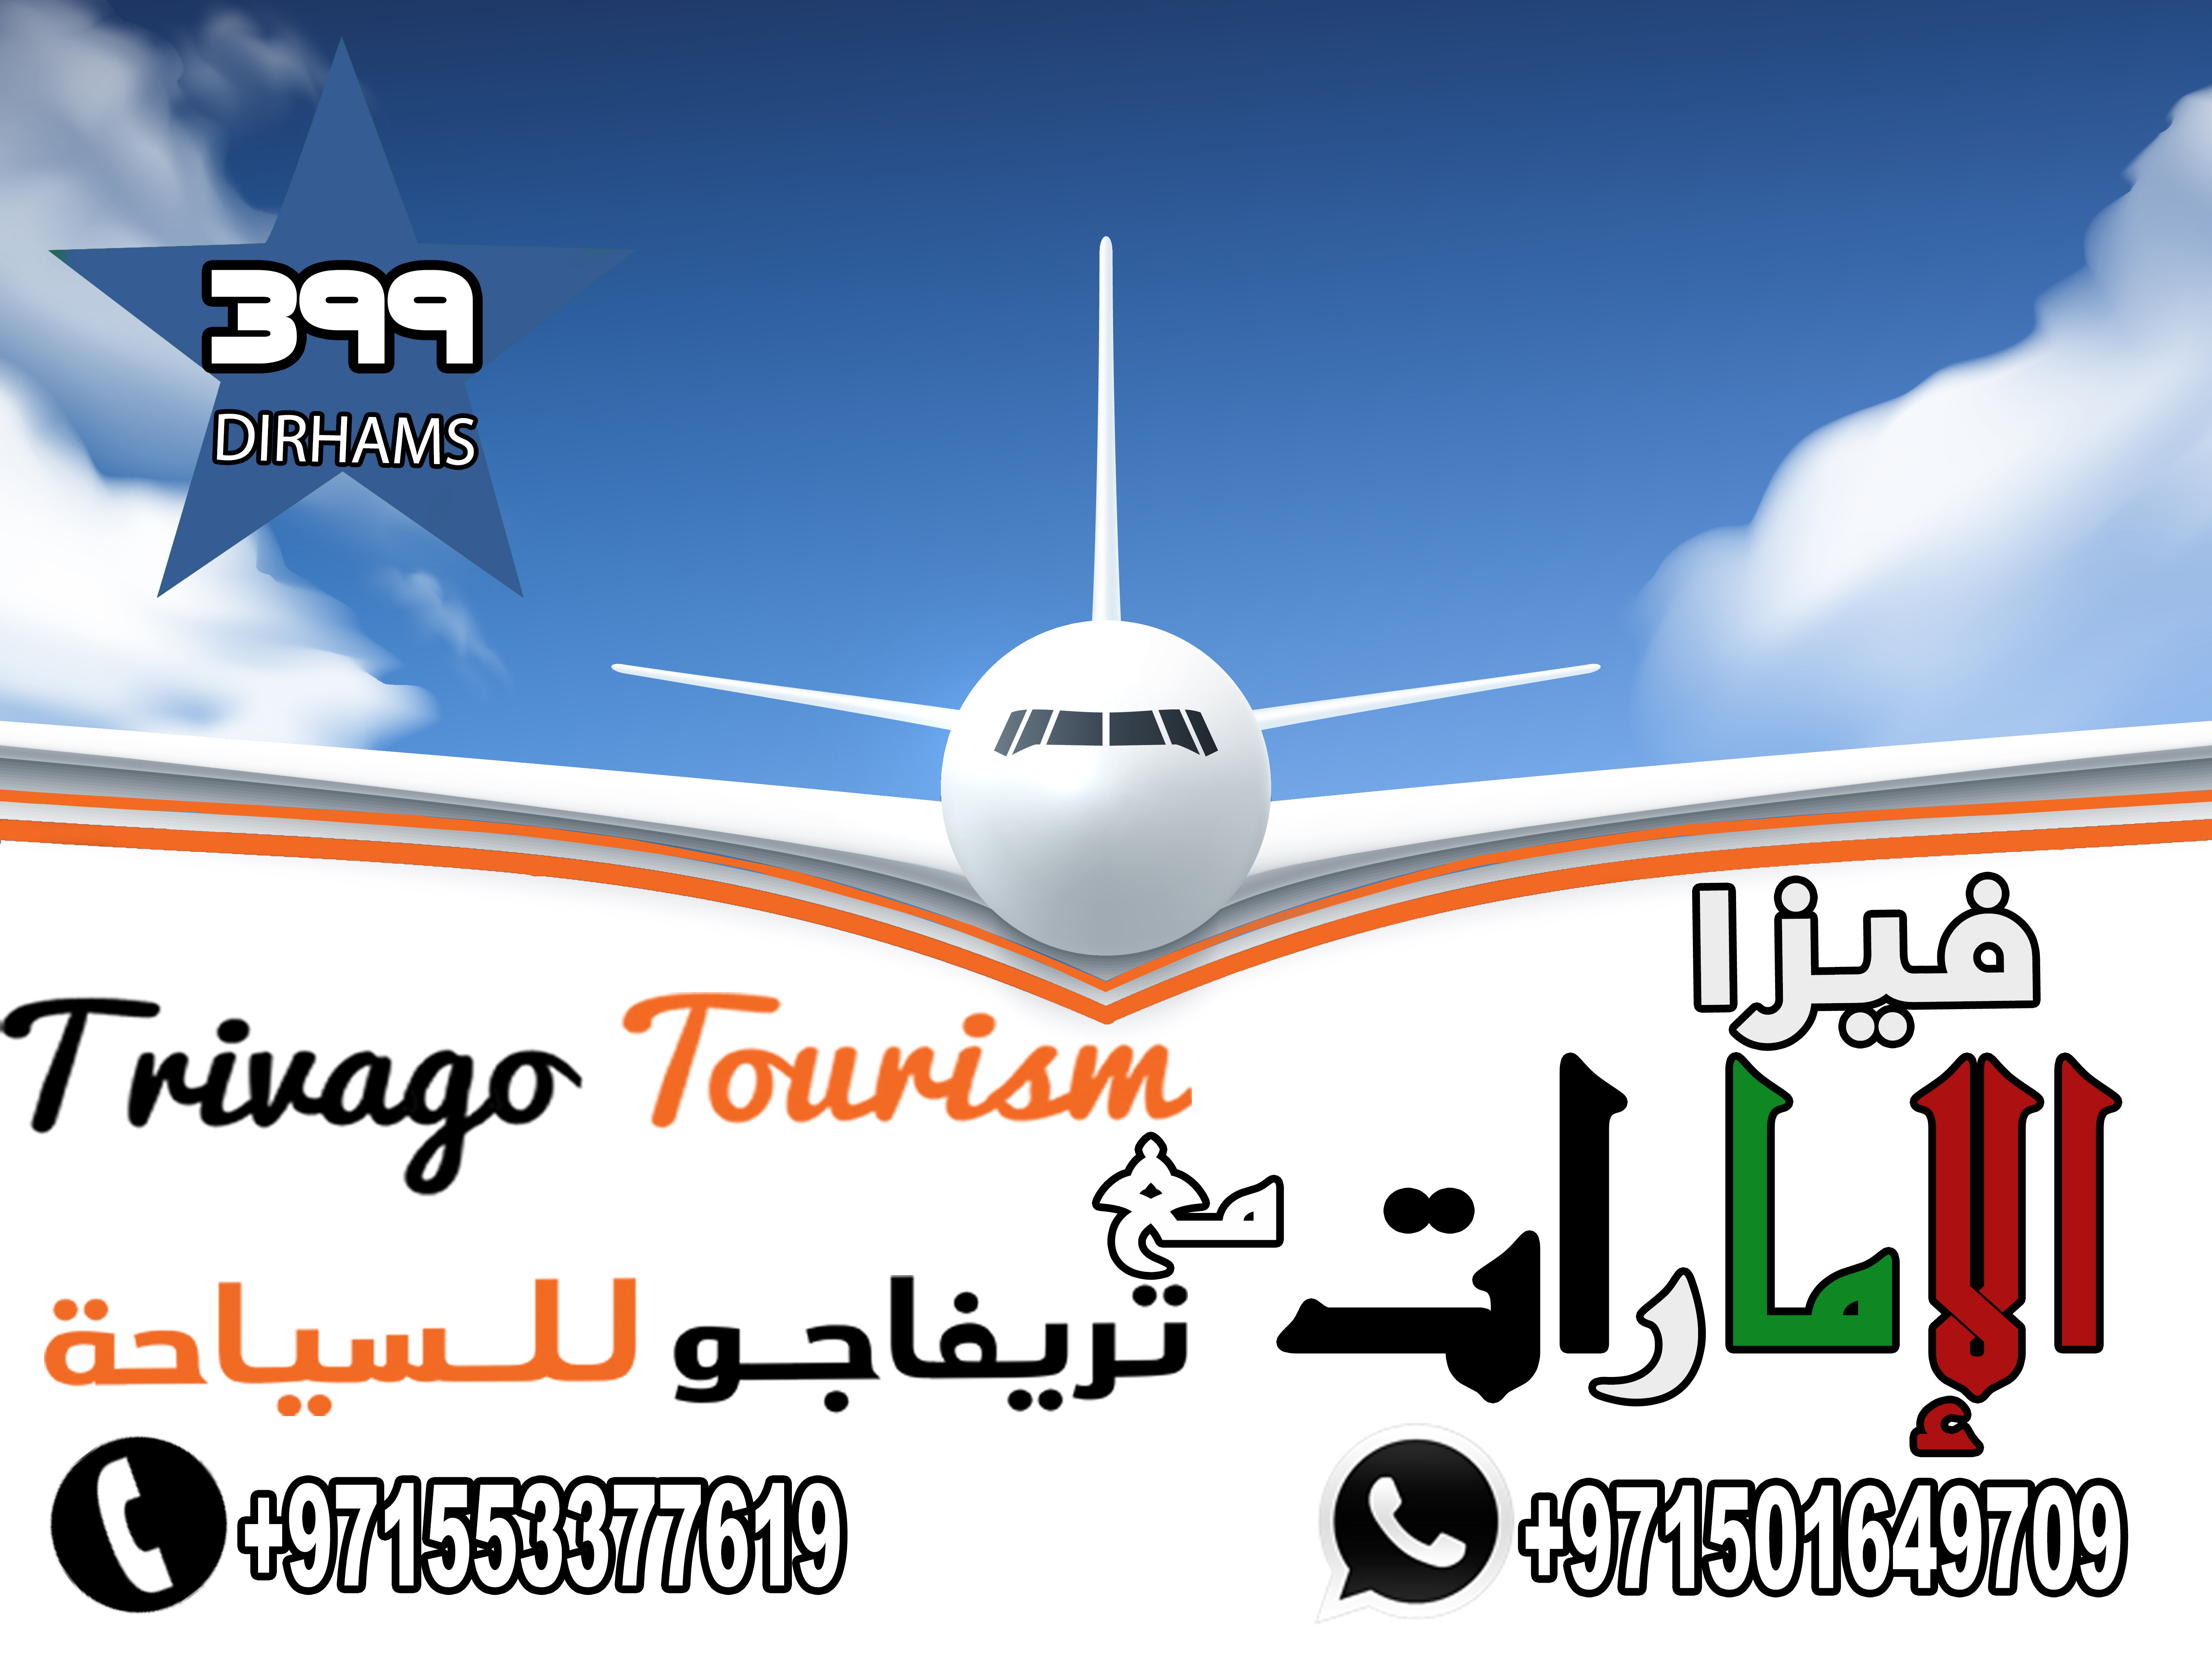 399
DIRHAMS
فيزا
الإمارات
مع
Trivago Tourism
تريفاجو للسياحة
+971553377619
+971501649709